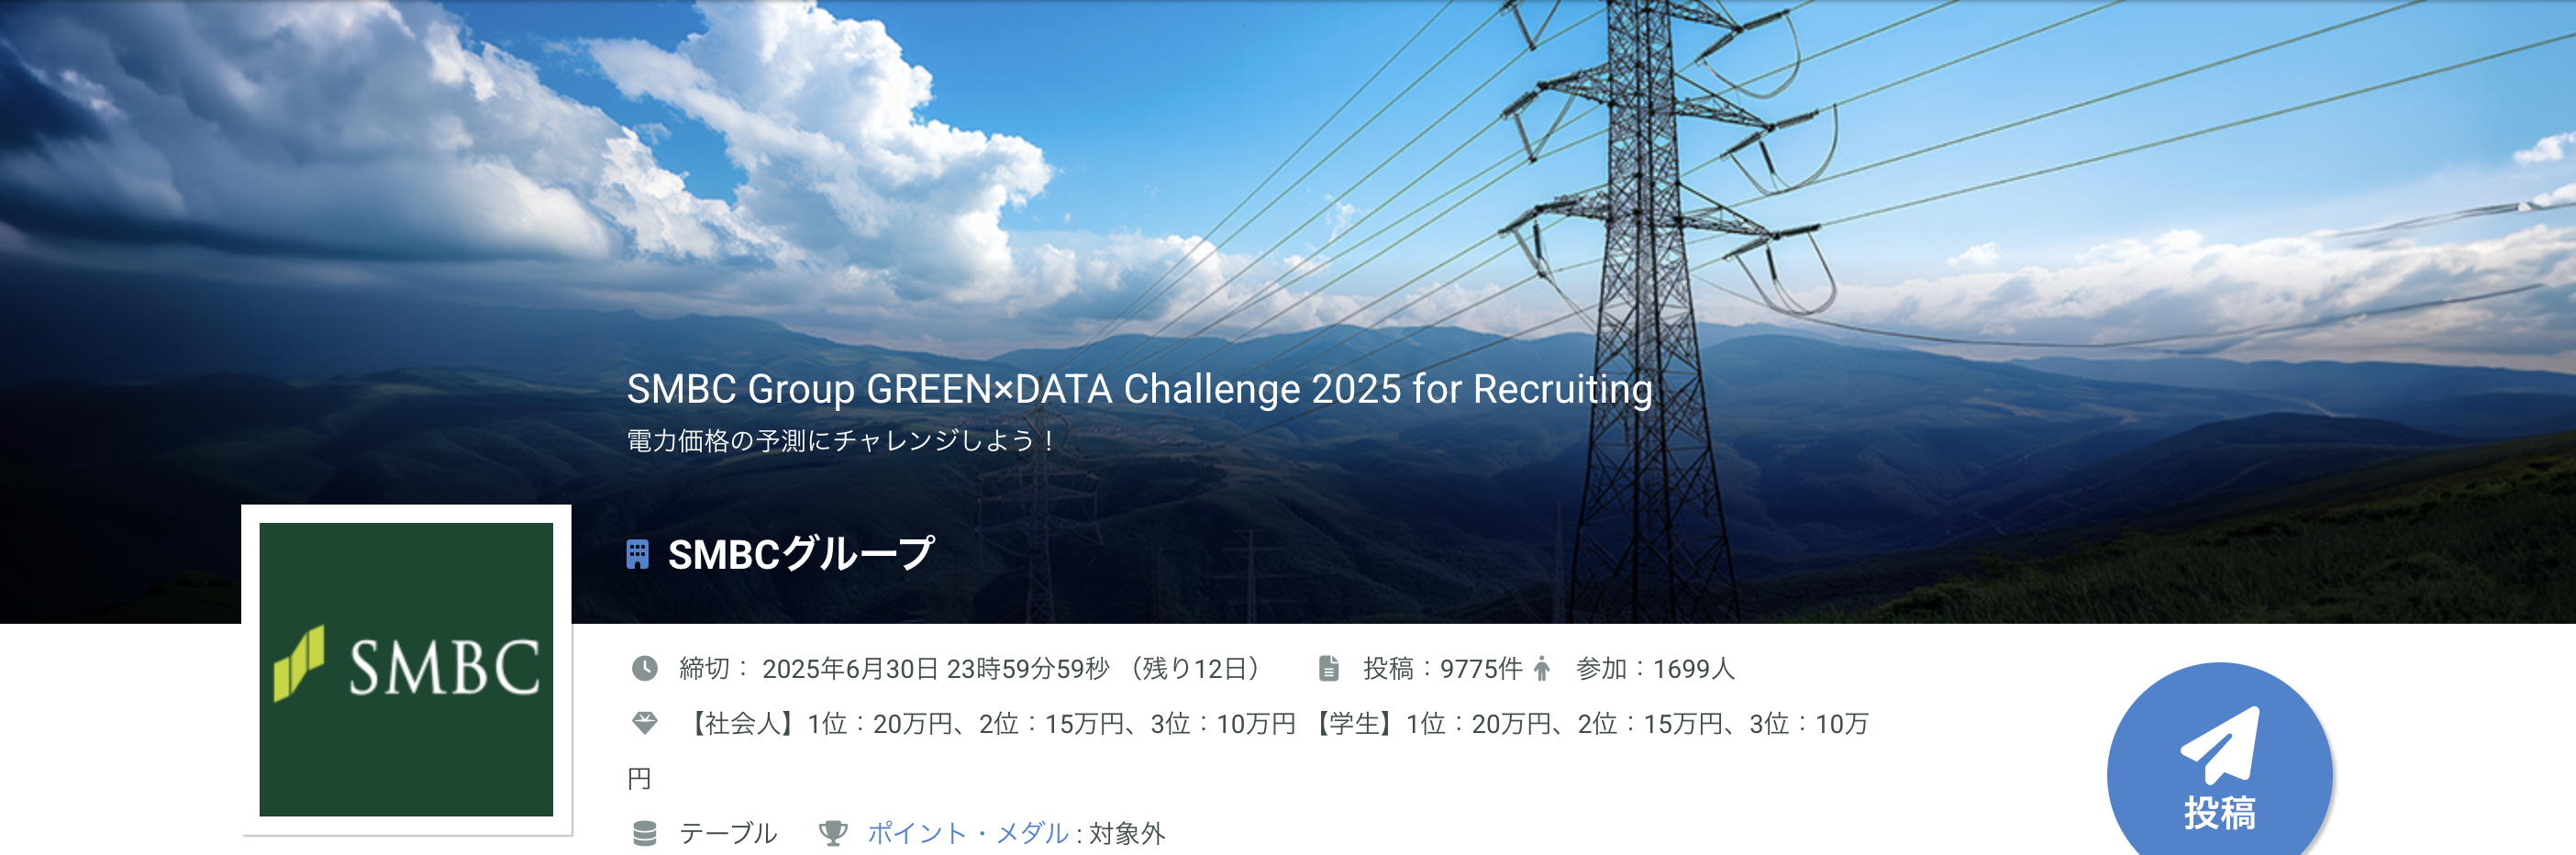 SMBC Group GREEN×DATA Challenge 2025 for Recruiting
電力価格の予測にチャレンジしよう！
SMBCグループ
SMBC
締切： 2025年6月30日 23時59分59秒 （残り12日） 投稿：9775件 参加：1699人
【社会人】1位：20万円、2位：15万円、3位：10万円 【学生】1位：20万円、2位：15万円、3位：10万
円
テーブル ポイント・メダル : 対象外
投稿